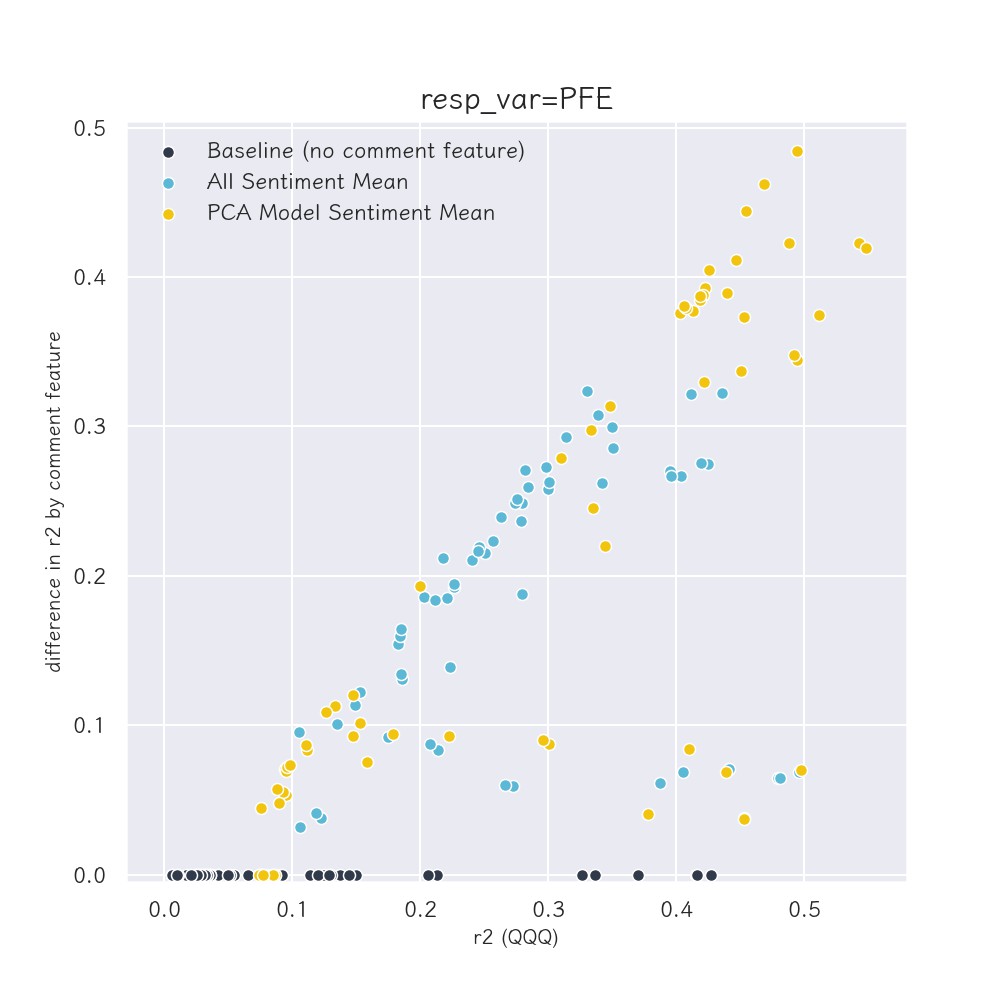 resp_var=PFE
Baseline (no comment feature)
All Sentiment Mean
PCA Model Sentiment Mean
difference in r2 by comment feature
0.5
0.4
0.3
0.2
0.1
0.0
0.0 0.1 0.2 0.3 0.4 0.5
r2 (QQQ)